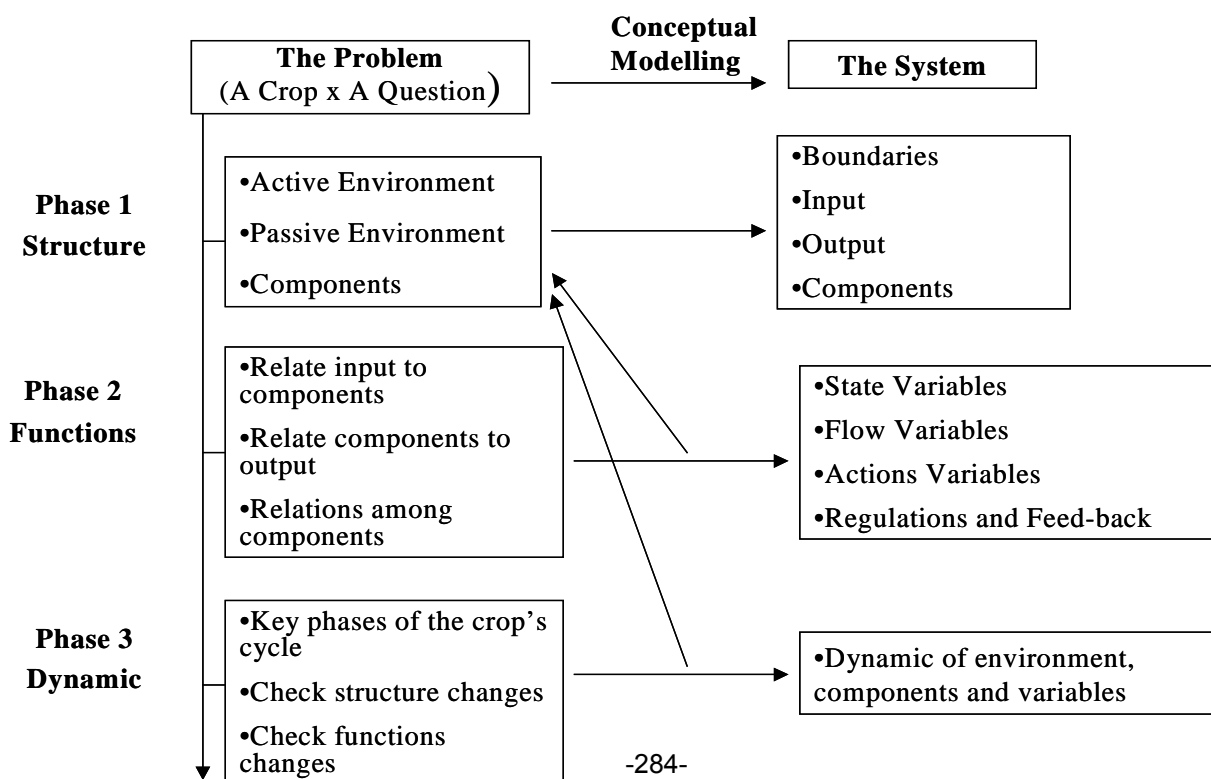 The Problem
(A Crop x A Question)
Conceptual
Modelling
The System
Phase 1
Structure
•Active Environment
•Passive Environment
•Components
•Boundaries
•Input
•Output
•Components
Phase 2
Functions
•Relate input to
components
•Relate components to
output
•Relations among
components
•State Variables
•Flow Variables
•Actions Variables
•Regulations and Feed-back
Phase 3
Dynamic
•Key phases of the crop’s
cycle
•Check structure changes
•Check functions
changes
•Dynamic of environment,
components and variables
-284-